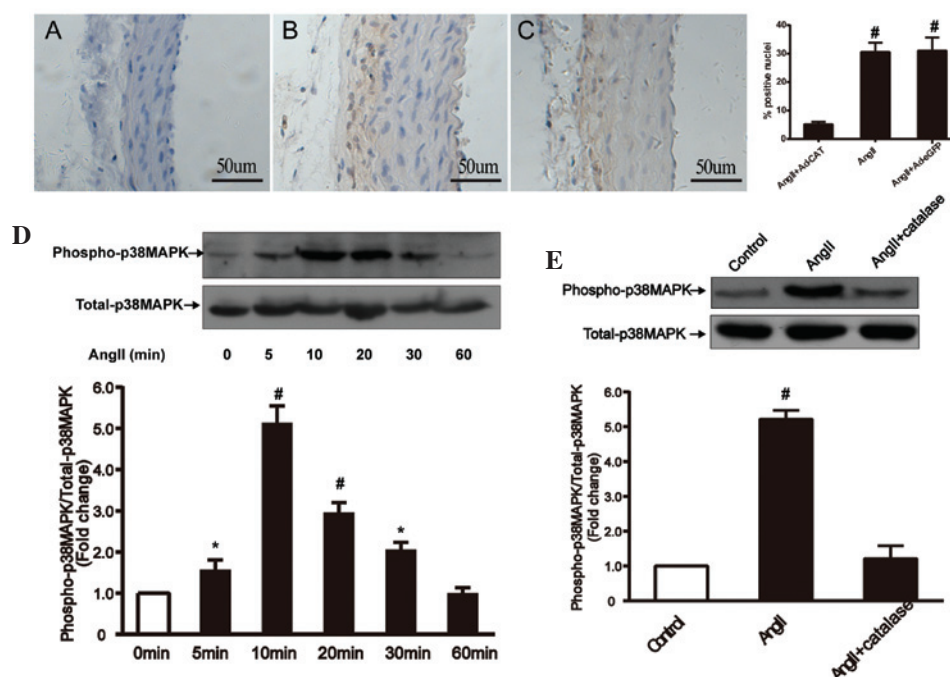 A
50um
B
50um
C
50um
% positive nuclei
50
40
30
20
10
0
#
#
AngII+AdCAT
AngII
AngII+AdeGFP
D
Phospho-p38MAPK→
Total-p38MAPK→
AngII (min) 0 5 10 20 30 60
Phospho-p38MAPK/Total-p38MAPK
(Fold change)
6.0
5.0
4.0
3.0
2.0
1.0
0
*
#
#
*
0min 5min 10min 20min 30min 60min
E
Control AngII AngII+catalase
Phospho-p38MAPK→
Total-p38MAPK→
Phospho-p38MAPK/Total-p38MAPK
(Fold change)
6.0
5.0
4.0
3.0
2.0
1.0
0
#
Control AngII AngII+catalase